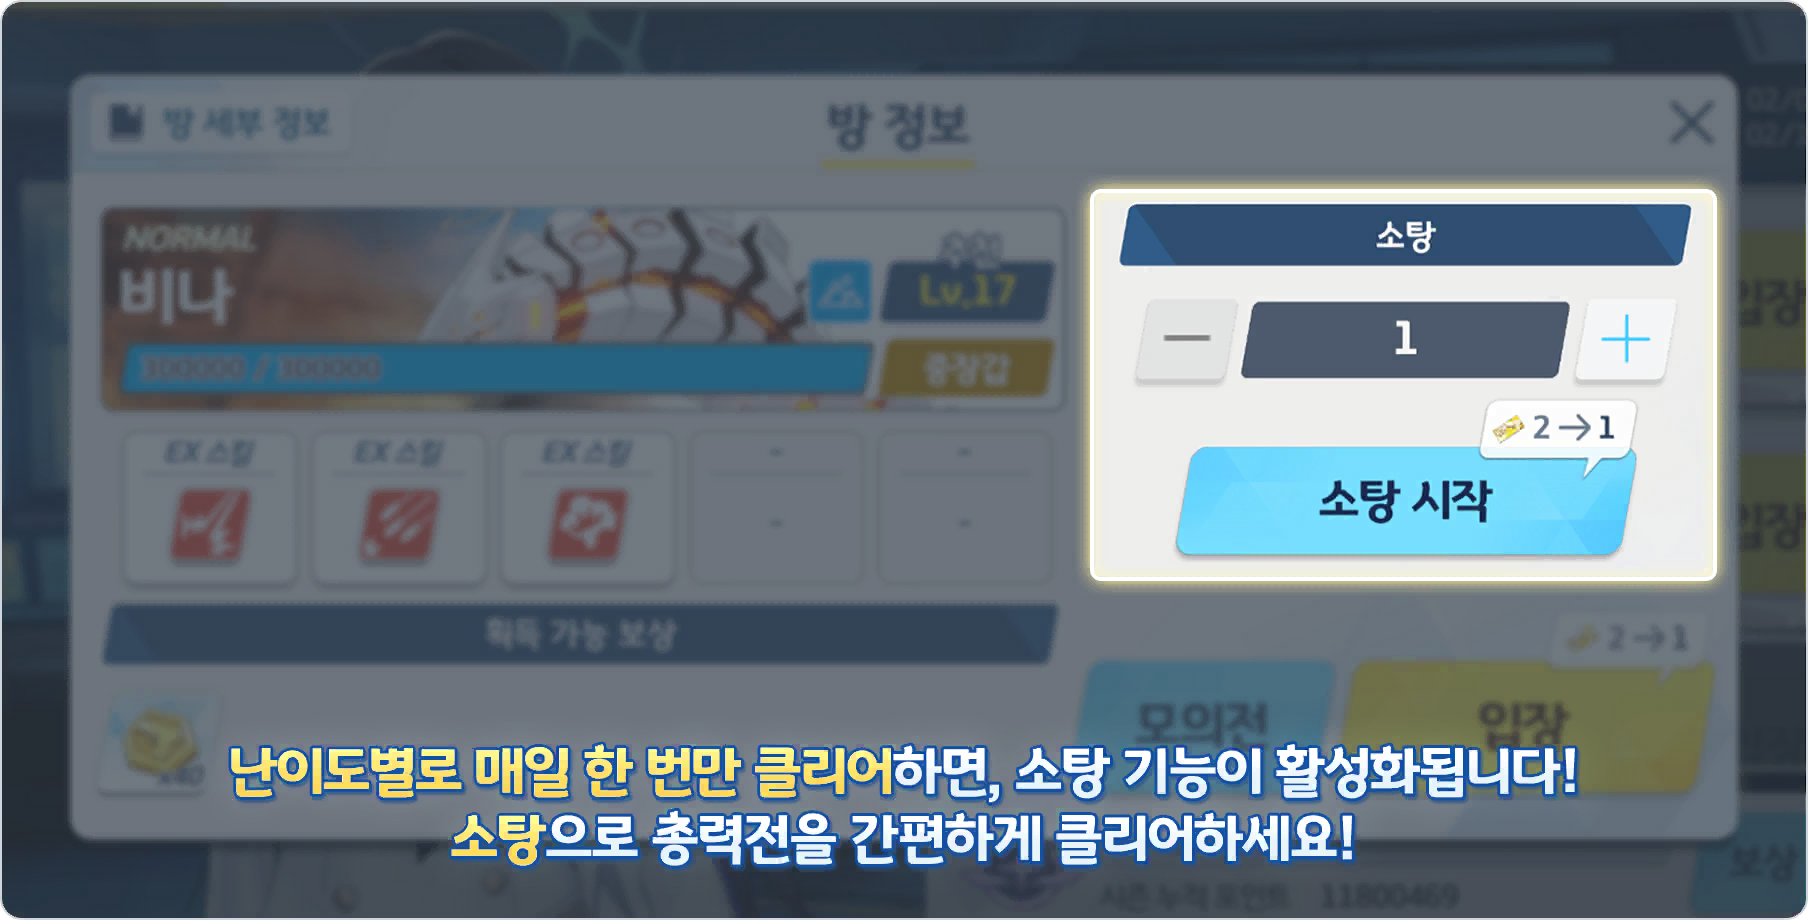 방 세부 정보
방 정보
NORMAL
비나
Lv.17
300000 / 300000
중장갑
EX 스킬
EX 스킬
EX 스킬
-
-
-
-
획득 가능 보상
x40
소탕
1
2→1
소탕 시작
2→1
모의전
입장
입장
입장
난이도별로 매일 한 번만 클리어하면, 소탕 기능이 활성화됩니다!
소탕으로 총력전을 간편하게 클리어하세요!
시즌 누적 포인트 11800469
보상